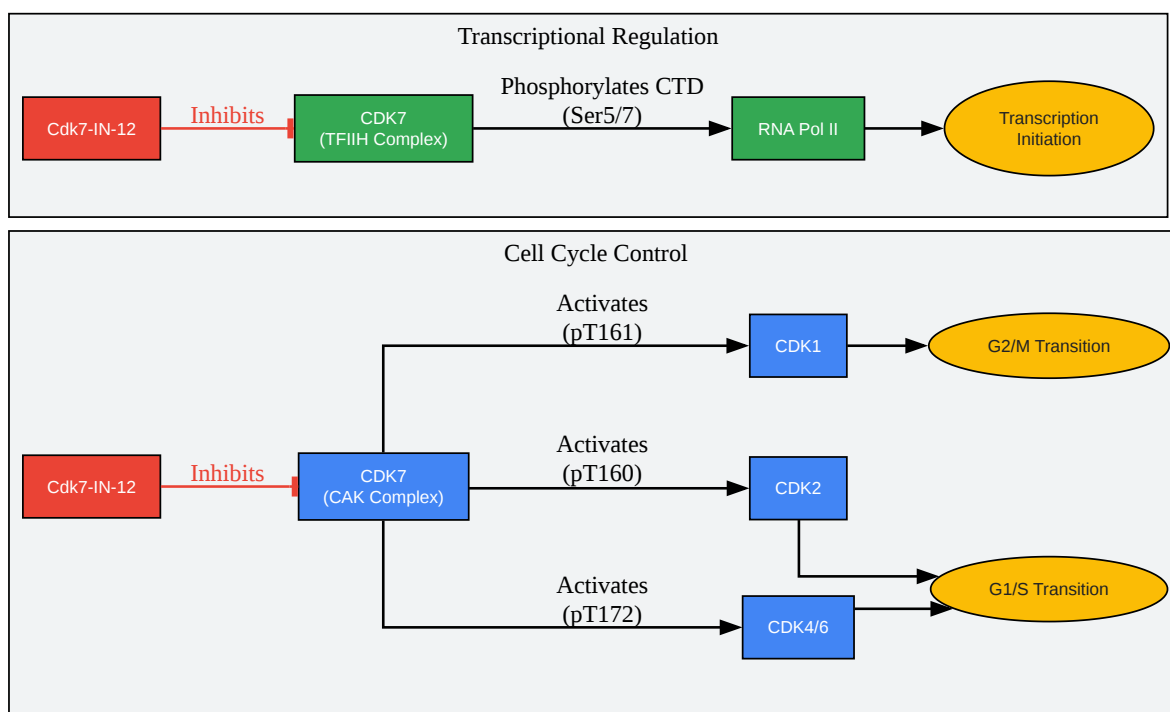 Transcriptional Regulation
Cdk7-IN-12
Inhibits
CDK7
(TFIIH Complex)
Phosphorylates CTD
(Ser5/7)
RNA Pol II
Transcription
Initiation
Cell Cycle Control
Activates
(pT161)
CDK1
G2/M Transition
Cdk7-IN-12
Inhibits
CDK7
(CAK Complex)
Activates
(pT160)
CDK2
Activates
(pT172)
CDK4/6
G1/S Transition